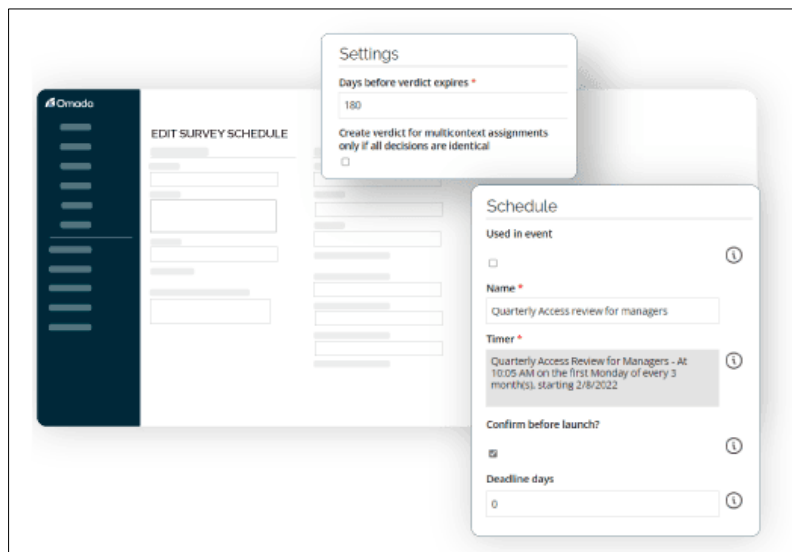 Omada
EDIT SURVEY SCHEDULE
Settings
Days before verdict expires *
180
Create verdict for multicontext assignments
only if all decisions are identical
Schedule
Used in event
Name *
Quarterly Access review for managers
Timer *
Quarterly Access Review for Managers - At
10:05 AM on the first Monday of every 3
month(s), starting 2/8/2022
Confirm before launch?
Deadline days
0